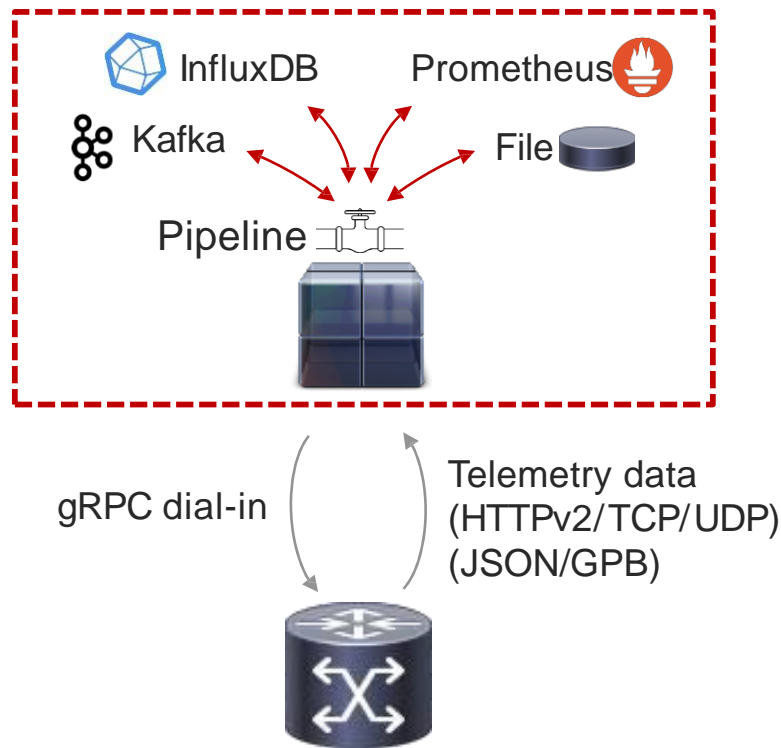 InfluxDB
Prometheus
Kafka
File
Pipeline
gRPC dial-in
Telemetry data
(HTTPv2/TCP/UDP)
(JSON/GPB)